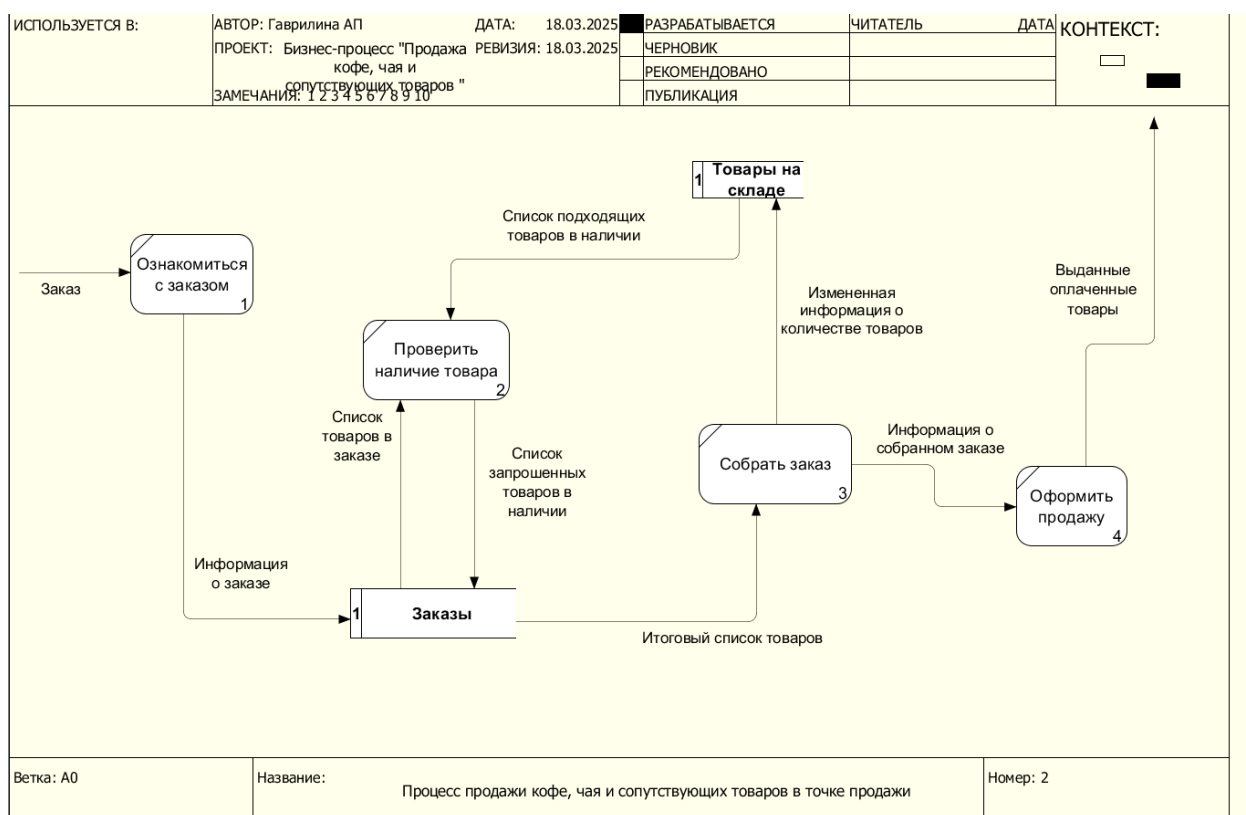 ИСПОЛЬЗУЕТСЯ В:
АВТОР: Гаврилина АП
ДАТА: 18.03.2025
РАЗРАБАТЫВАЕТСЯ
ЧИТАТЕЛЬ
ДАТА
КОНТЕКСТ:
ПРОЕКТ: Бизнес-процесс "Продажа
кофе, чая и
сопутствующих товаров "
РЕВИЗИЯ: 18.03.2025
ЧЕРНОВИК
РЕКОМЕНДОВАНО
ЗАМЕЧАНИЯ: 1 2 3 4 5 6 7 8 9 10
ПУБЛИКАЦИЯ
1
Товары на
складе
Список подходящих
товаров в наличии
Ознакомиться
с заказом
1
Заказ
Выданные
оплаченные
товары
Измененная
информация о
количестве товаров
Проверить
наличие товара
2
Список
товаров в
заказе
Список
запрошенных
товаров в
наличии
Информация о
собранном заказе
Собрать заказ
3
Оформить
продажу
4
Информация
о заказе
1
Заказы
Итоговый список товаров
Ветка: A0
Название:
Процесс продажи кофе, чая и сопутствующих товаров в точке продажи
Номер: 2